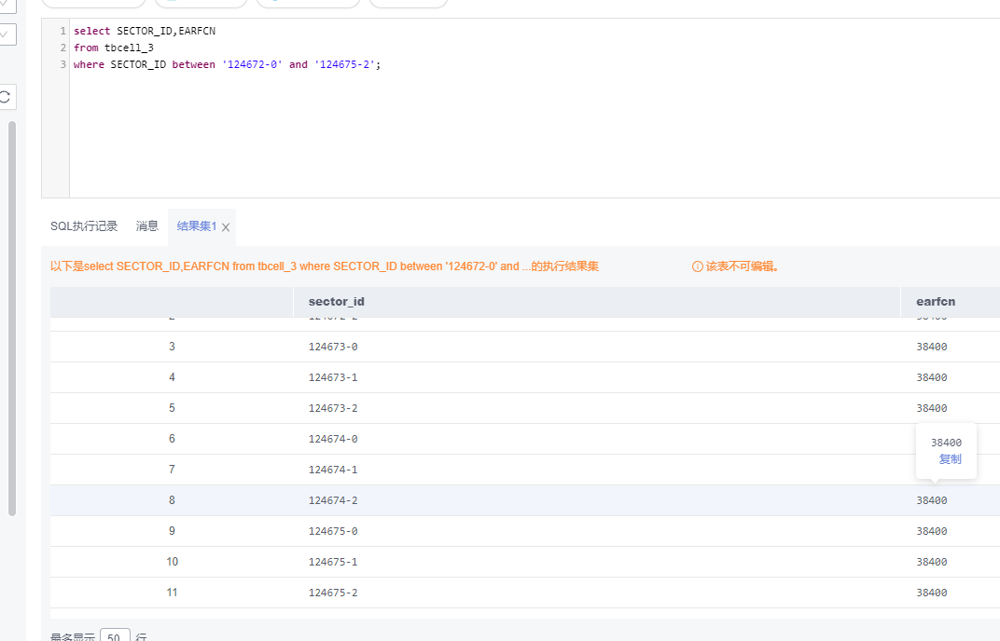 1 select SECTOR_ID,EARFCN
2 from tbcell_3
3 where SECTOR_ID between '124672-0' and '124675-2';
SQL执行记录 消息 结果集1
以下是select SECTOR_ID,EARFCN from tbcell_3 where SECTOR_ID between '124672-0' and ...的执行结果集 该表不可编辑。
sector_id earfcn
3 124673-0 38400
4 124673-1 38400
5 124673-2 38400
6 124674-0
38400
复制
7 124674-1
8 124674-2 38400
9 124675-0 38400
10 124675-1 38400
11 124675-2 38400
最多显示 50 行